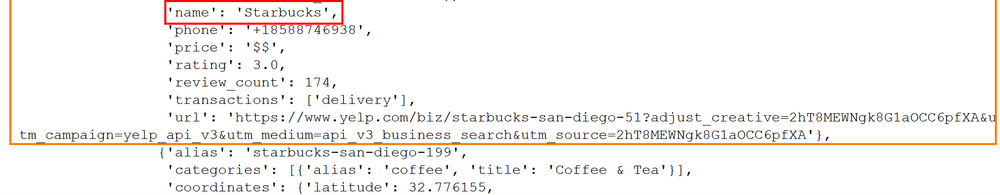 'name': 'Starbucks',
'phone': '+18588746938',
'price': '$$',
'rating': 3.0,
'review_count': 174,
'transactions': ['delivery'],
'url': 'https://www.yelp.com/biz/starbucks-san-diego-51?adjust_creative=2hT8MEWNgk8G1aOCC6pfXA&u
tm_campaign=yelp_api_v3&utm_medium=api_v3_business_search&utm_source=2hT8MEWNgk8G1aOCC6pfXA'},
{'alias': 'starbucks-san-diego-199',
'categories': [{'alias': 'coffee', 'title': 'Coffee & Tea'}],
'coordinates': {'latitude': 32.776155,